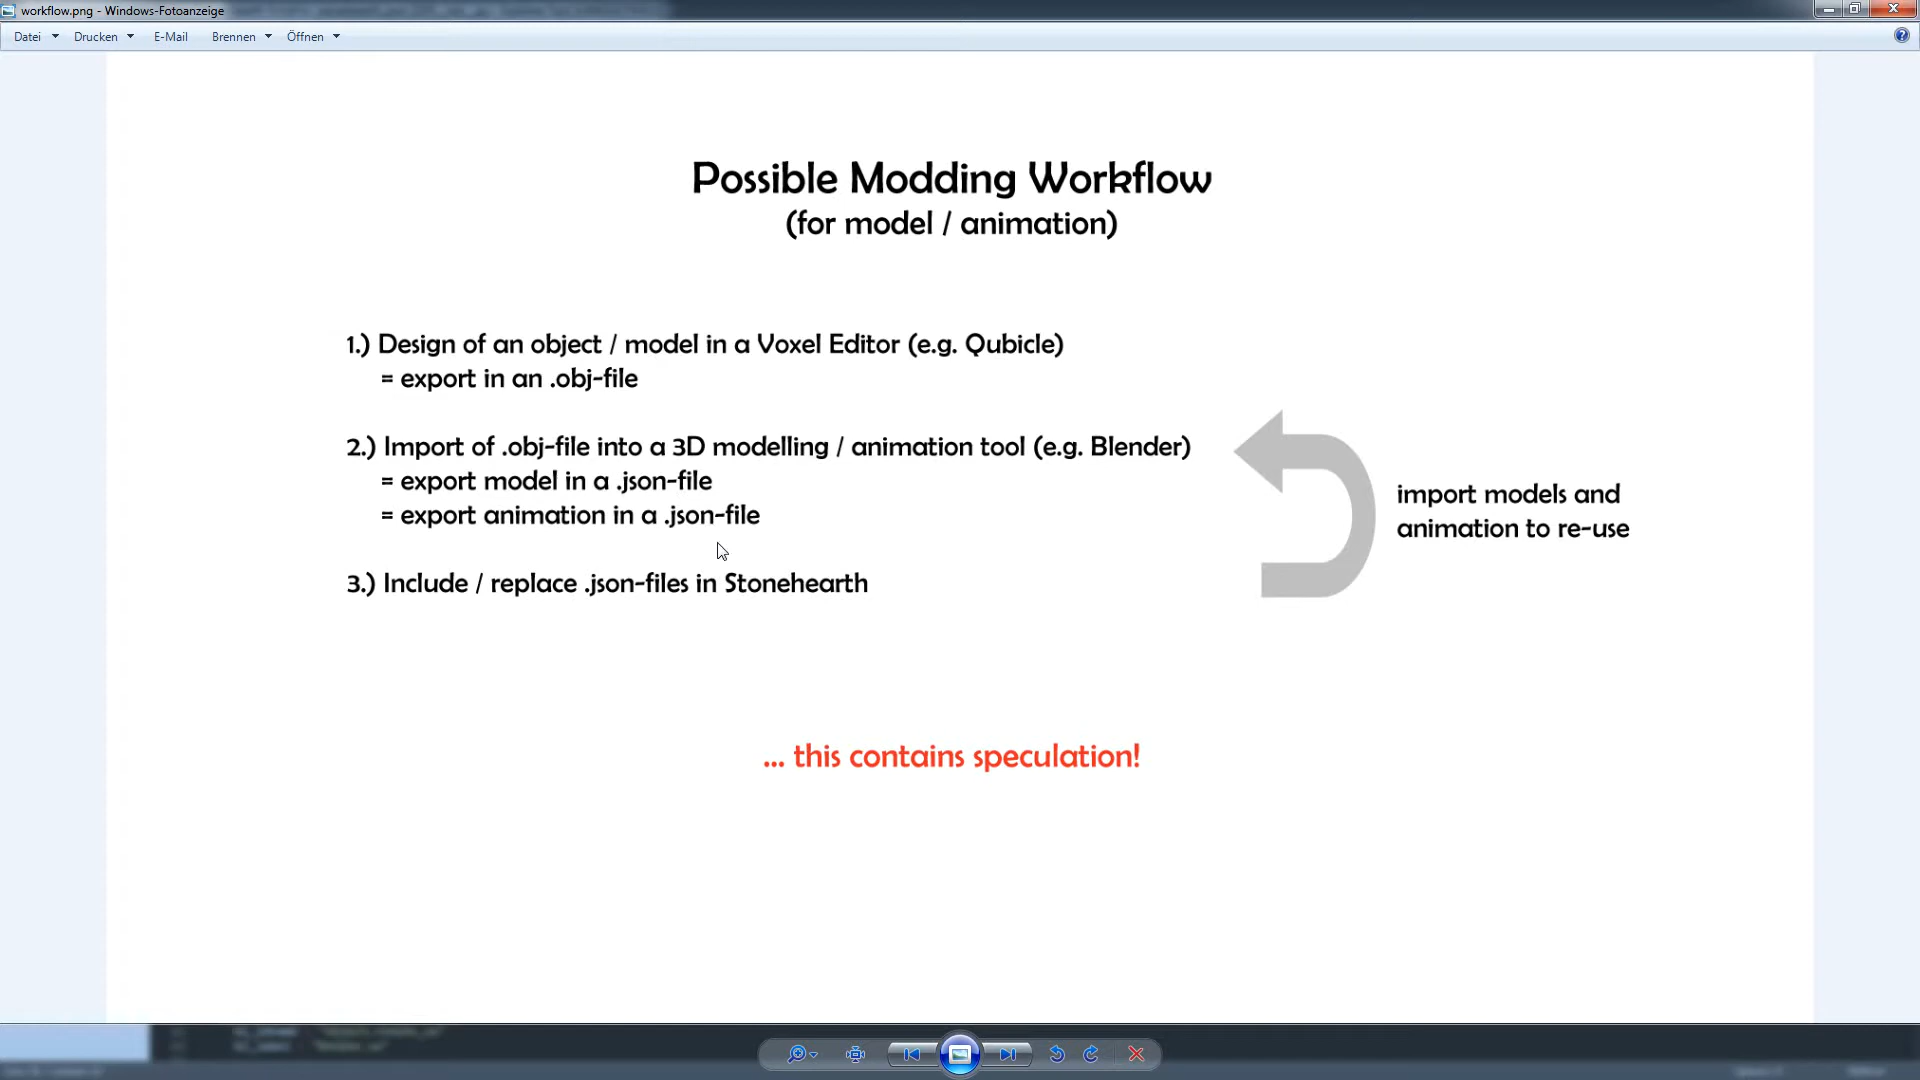 workflow.png - Windows-Fotoanzeige
Datei Drucken E-Mail Brennen Öffnen
Possible Modding Workflow
(for model / animation)
1.) Design of an object / model in a Voxel Editor (e.g. Qubicle)
= export in an .obj-file
2.) Import of .obj-file into a 3D modelling / animation tool (e.g. Blender)
= export model in a .json-file
= export animation in a .json-file
import models and
animation to re-use
3.) Include / replace .json-files in Stonehearth
... this contains speculation!